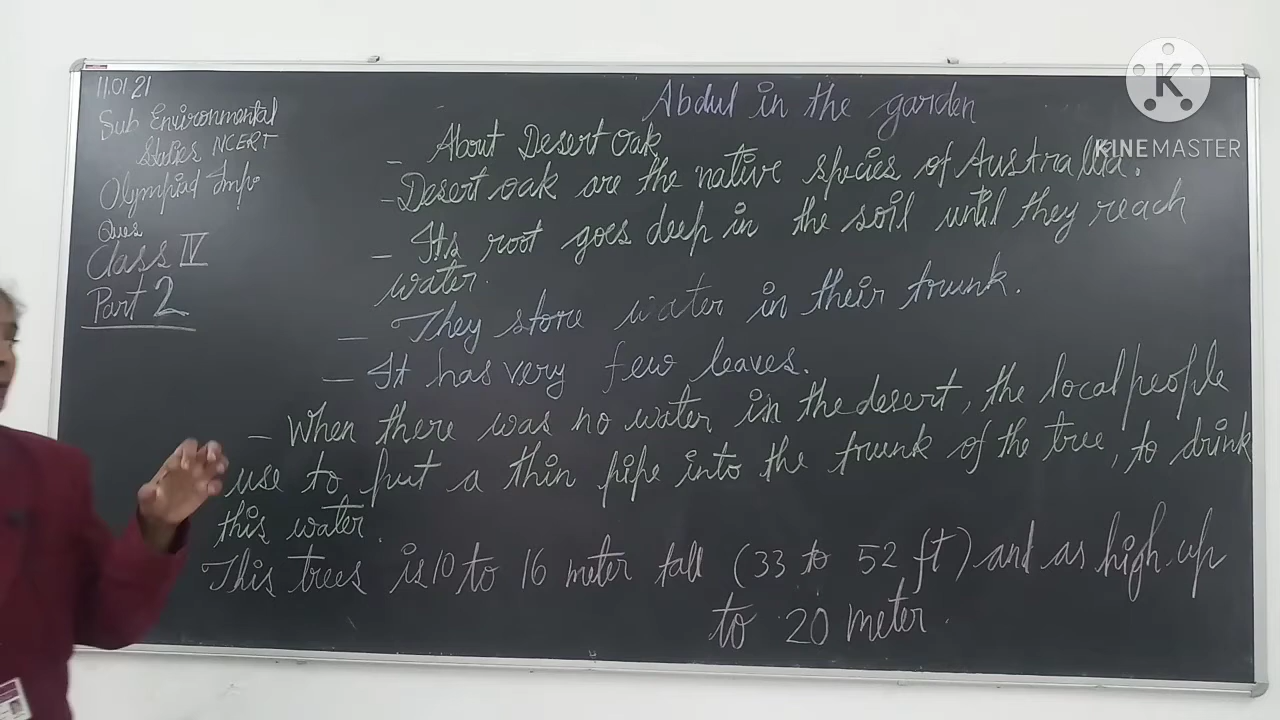 11.01.21
Sub Environmental
Studies NCERT
Olympiad Imp
Ques
Class IV
Part 2
Abdul in the garden
- About Desert Oak
- Desert oak are the native species of Australia.
- Its root goes deep in the soil until they reach
water.
- They store water in their trunk.
- It has very few leaves.
- When there was no water in the desert, the local people
use to put a thin pipe into the trunk of the tree, to drink
this water.
This trees is 10 to 16 meter tall (33 to 52 ft) and as high up
to 20 meter.
K
KINEMASTER